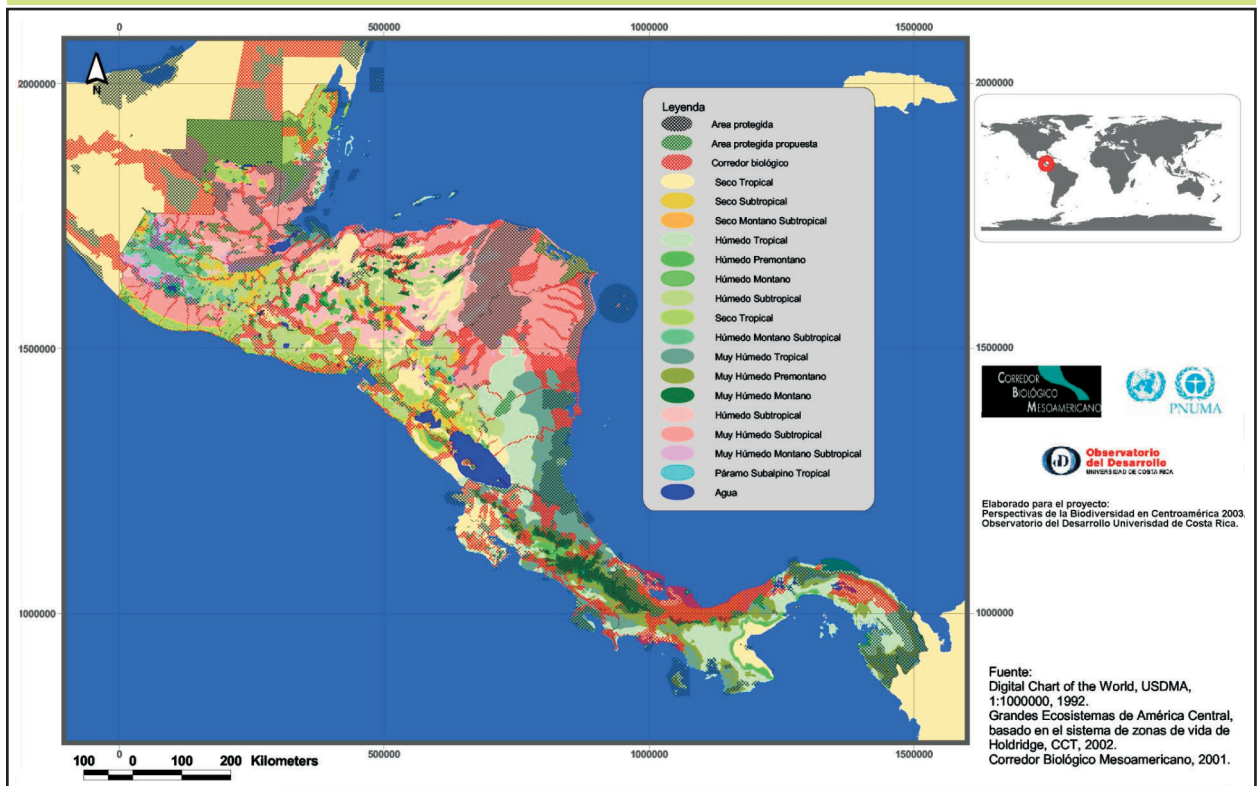 0
500000
1000000
1500000
2000000
2000000
N
Leyenda
Area protegida
Area protegida propuesta
Corredor biológico
Seco Tropical
Seco Subtropical
Seco Montano Subtropical
Húmedo Tropical
Húmedo Premontano
Húmedo Montano
Húmedo Subtropical
Seco Tropical
Húmedo Montano Subtropical
Muy Húmedo Tropical
Muy Húmedo Premontano
Muy Húmedo Montano
Húmedo Subtropical
Muy Húmedo Subtropical
Muy Húmedo Montano Subtropical
Páramo Subalpino Tropical
Agua
1500000
1500000
CORREDOR
BIOLÓGICO
MESOAMERICANO
PNUMA
Observatorio
del Desarrollo
UNIVERSIDAD DE COSTA RICA
Elaborado para el proyecto:
Perspectivas de la Biodiversidad en Centroamérica 2003.
Observatorio del Desarrollo Univerisdad de Costa Rica.
1000000
1000000
Fuente:
Digital Chart of the World, USDMA,
1:1000000, 1992.
Grandes Ecosistemas de América Central,
basado en el sistema de zonas de vida de
Holdridge, CCT, 2002.
Corredor Biológico Mesoamericano, 2001.
0
500000
1000000
1500000
100 0 100 200 Kilometers